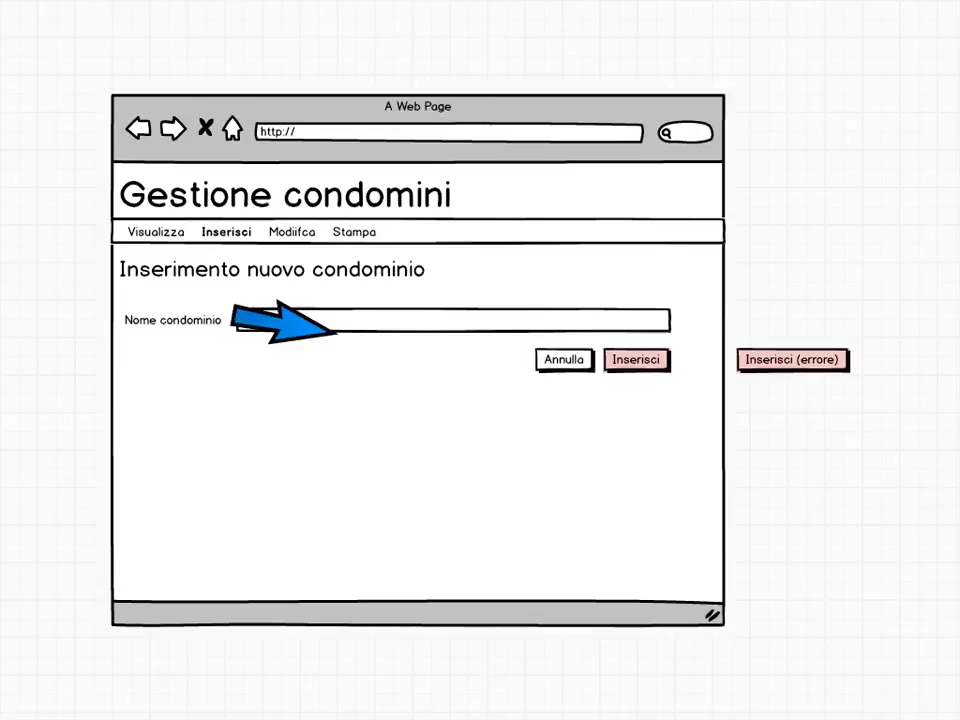 A Web Page
http://
Gestione condomini
Visualizza Inserisci Modiifca Stampa
Inserimento nuovo condominio
Nome condominio
Annulla Inserisci Inserisci (errore)